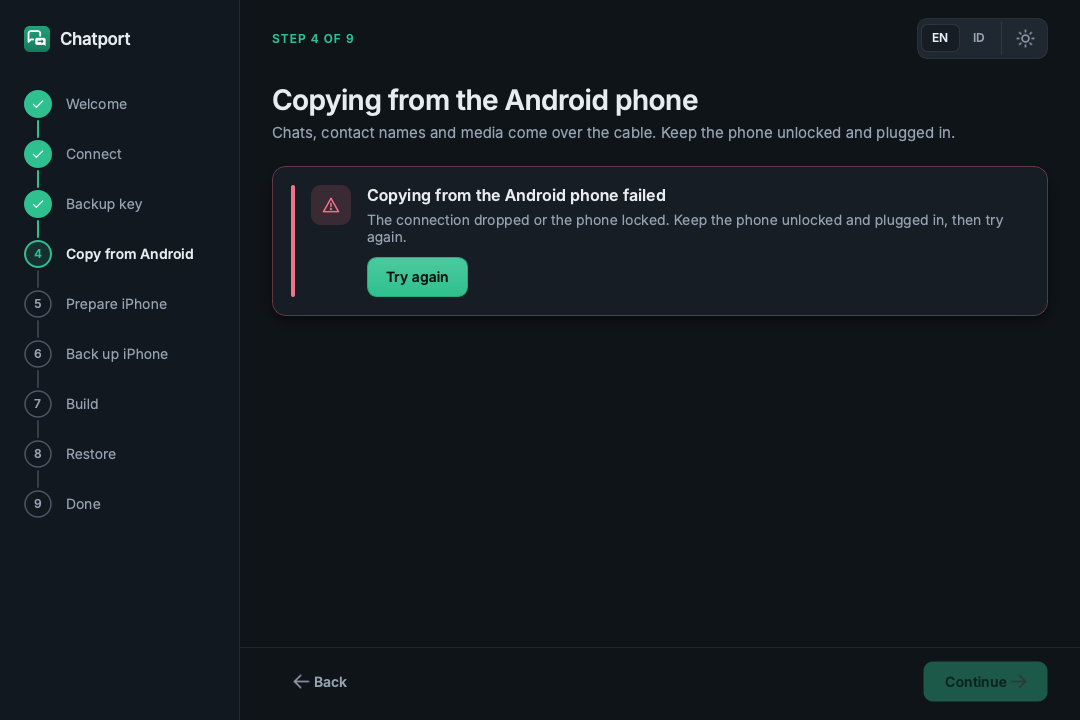 Chatport
Welcome
Connect
Backup key
4 Copy from Android
5 Prepare iPhone
6 Back up iPhone
7 Build
8 Restore
9 Done
STEP 4 OF 9
EN ID
Copying from the Android phone
Chats, contact names and media come over the cable. Keep the phone unlocked and plugged in.
Copying from the Android phone failed
The connection dropped or the phone locked. Keep the phone unlocked and plugged in, then try
again.
Try again
Back
Continue